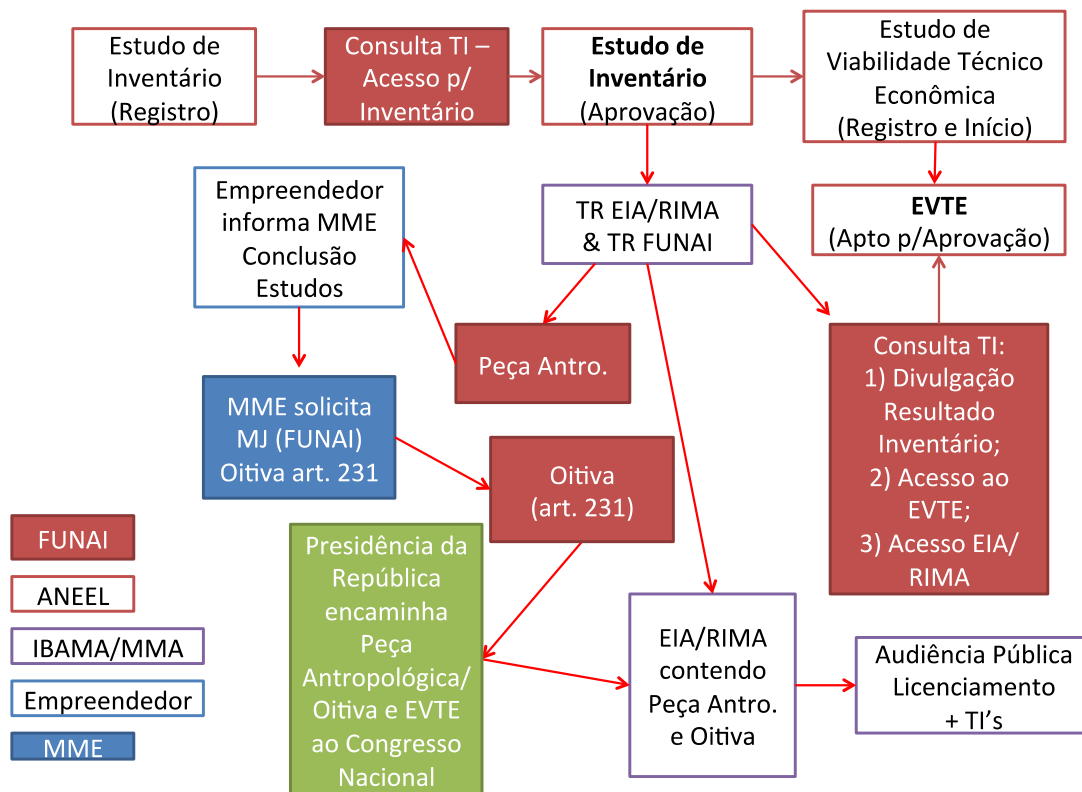 Estudo de
Inventário
(Registro)
Consulta TI –
Acesso p/
Inventário
Estudo de
Inventário
(Aprovação)
Estudo de
Viabilidade Técnico
Econômica
(Registro e Início)
Empreendedor
informa MME
Conclusão
Estudos
TR EIA/RIMA
& TR FUNAI
EVTE
(Apto p/Aprovação)
Peça Antro.
Consulta TI:
1) Divulgação
Resultado
Inventário;
2) Acesso ao
EVTE;
3) Acesso EIA/
RIMA
MME solicita
MJ (FUNAI)
Oitiva art. 231
Oitiva
(art. 231)
Presidência da
República
encaminha
Peça
Antropológica/
Oitiva e EVTE
ao Congresso
Nacional
EIA/RIMA
contendo
Peça Antro.
e Oitiva
Audiência Pública
Licenciamento
+ TI's
FUNAI
ANEEL
IBAMA/MMA
Empreendedor
MME